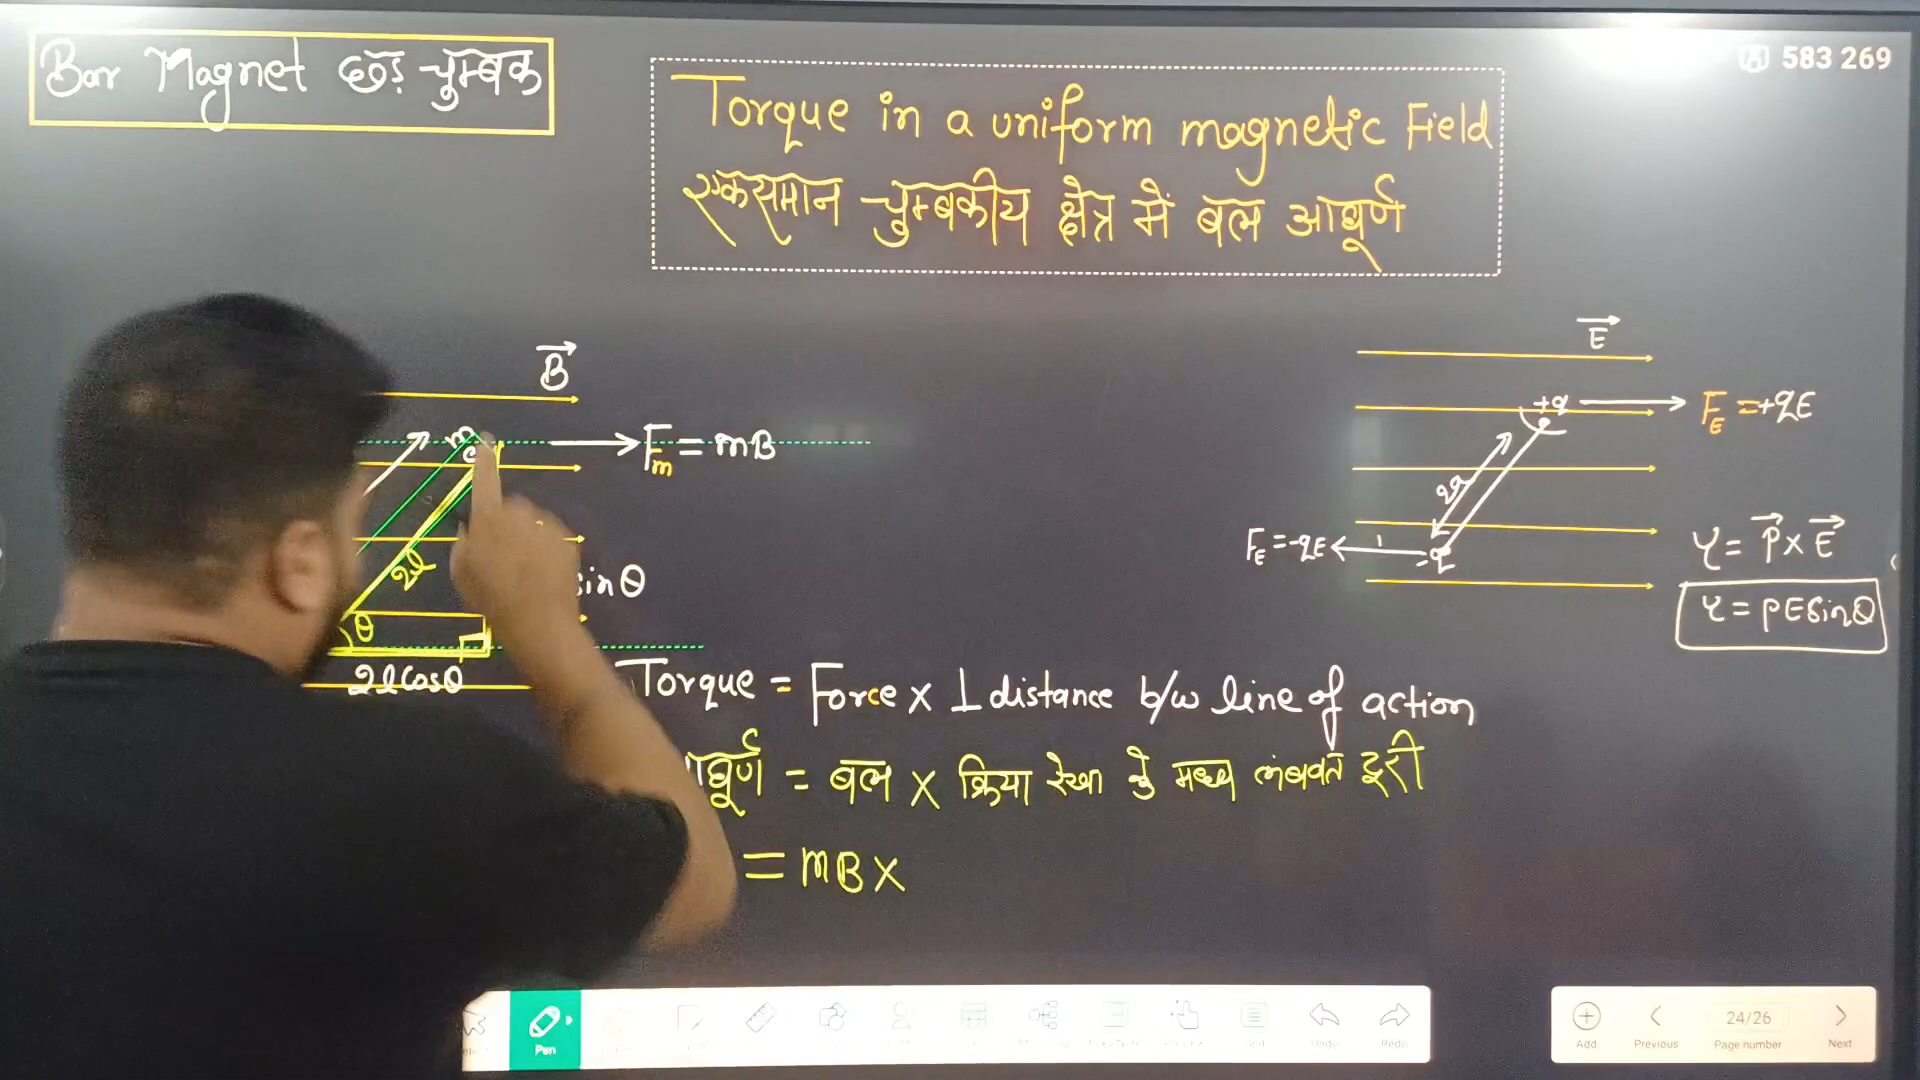 Bar Magnet छड़ चुम्बक
583 269
Torque in a uniform magnetic Field
एकसमान चुम्बकीय क्षेत्र में बल आघूर्ण
B
m
Fm = mB
2l
θ
sinθ
2lcosθ
E
+q
FE = +qE
2l
FE = -qE
-q
τ = P × E
τ = PEsinθ
Torque = Force × ⊥ distance b/w line of action
आघूर्ण = बल × क्रिया रेखा के मध्य लंबवत दूरी
= mB ×
Pen
Undo
Redo
Add
Previous
24/26
Page number
Next